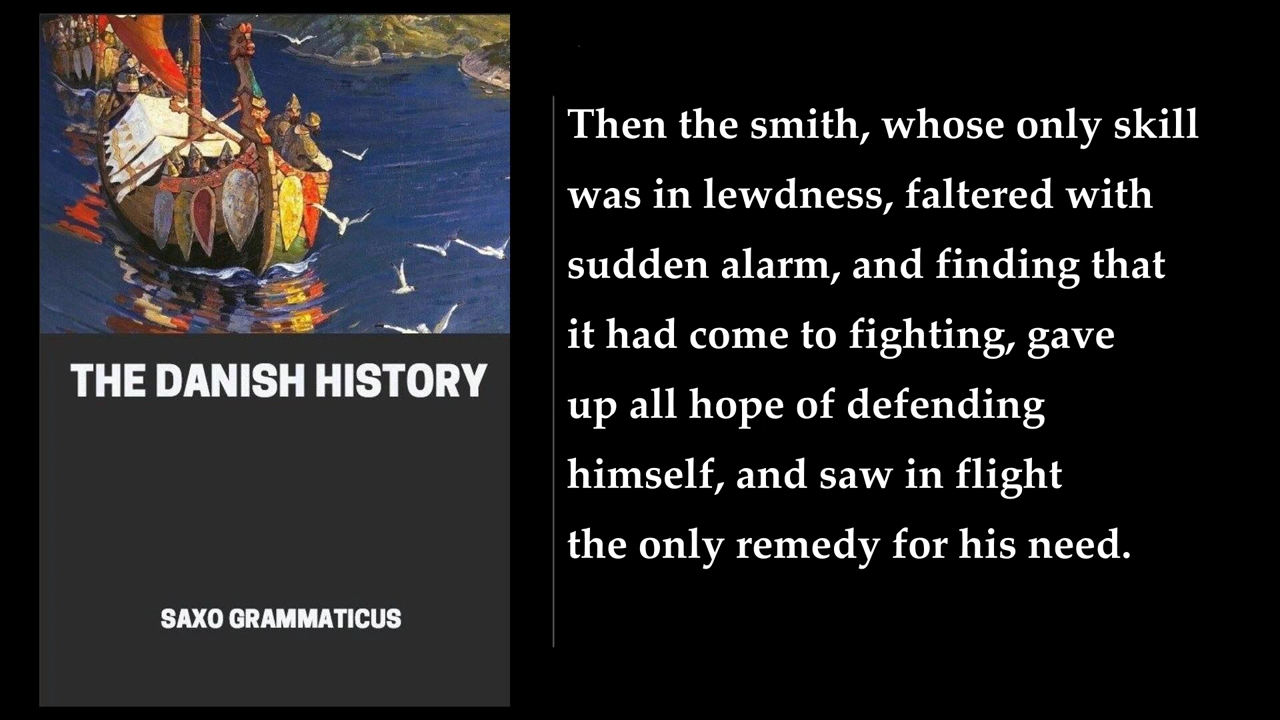 THE DANISH HISTORY
SAXO GRAMMATICUS
Then the smith, whose only skill
was in lewdness, faltered with
sudden alarm, and finding that
it had come to fighting, gave
up all hope of defending
himself, and saw in flight
the only remedy for his need.